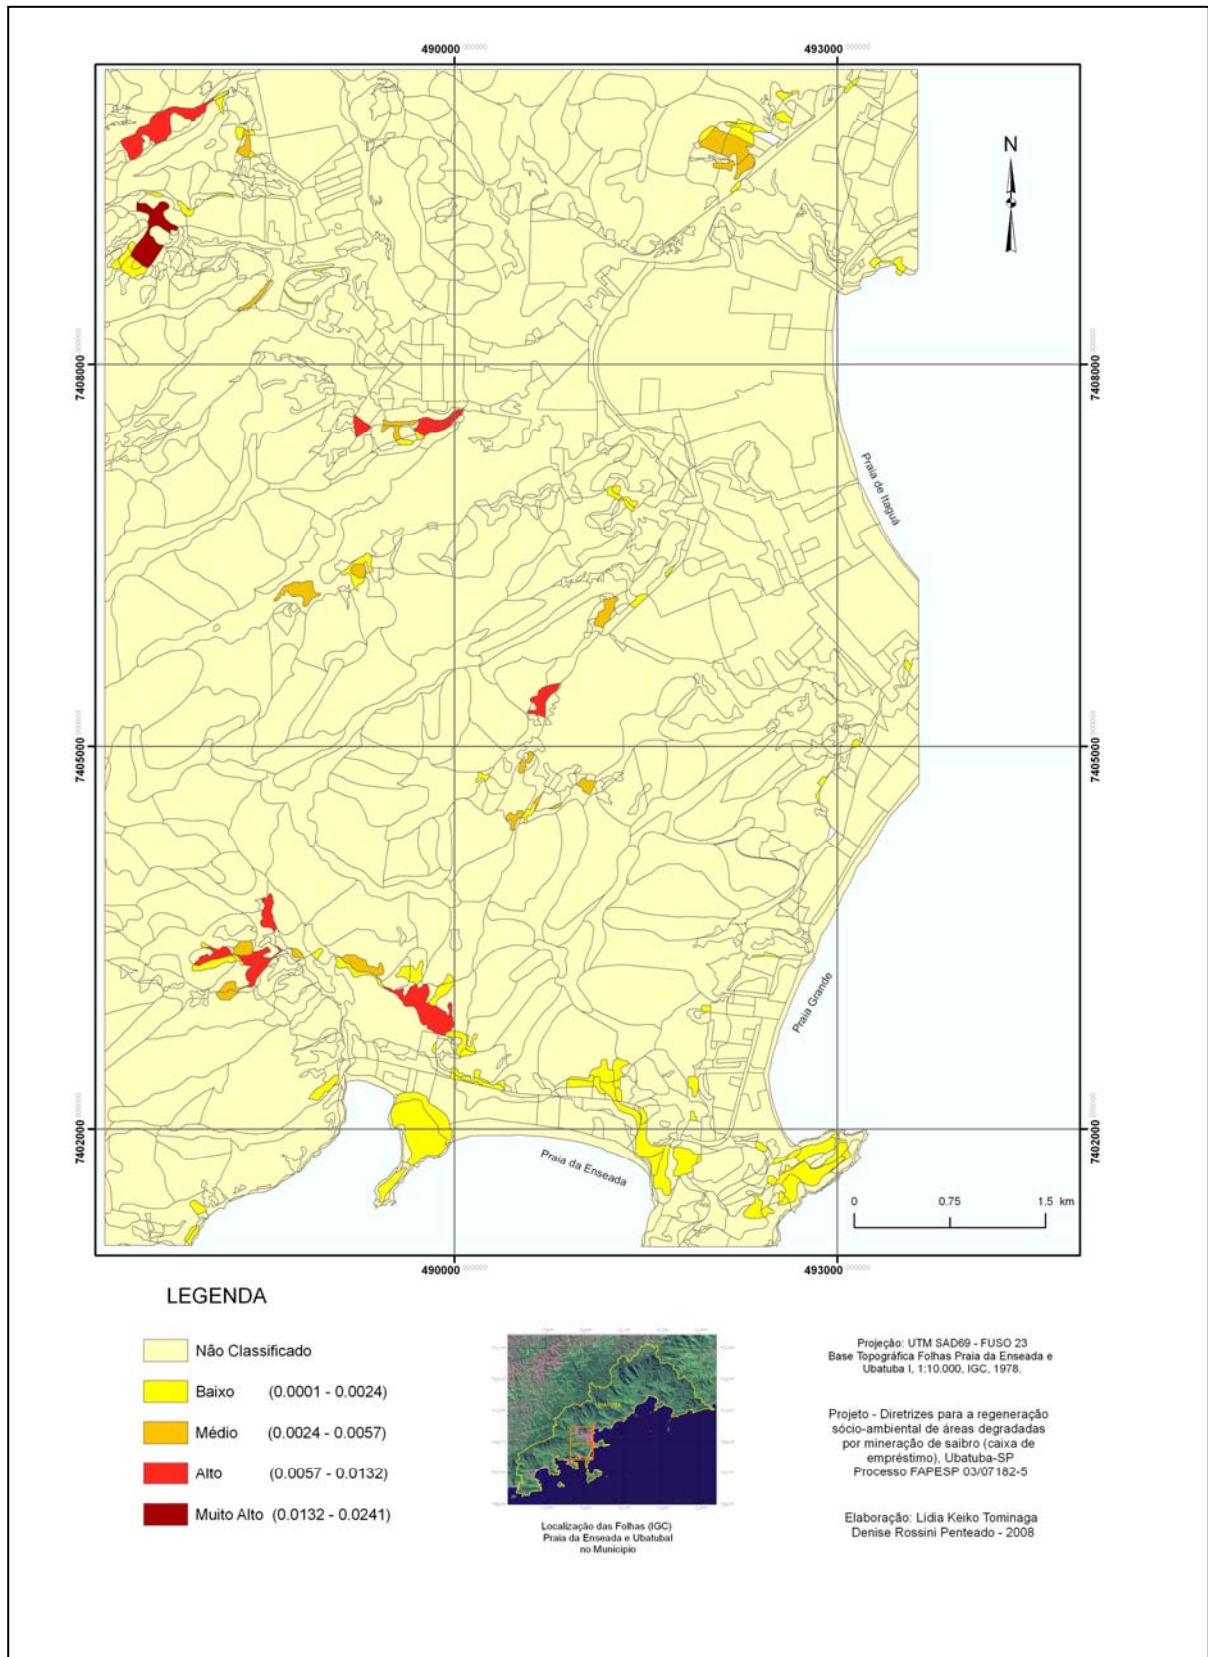 490000
493000
N
7408000
7408000
Praia de Itaguá
7405000
7405000
Praia Grande
7402000
7402000
Praia da Enseada
0 0.75 1.5 km
490000
493000
LEGENDA
Não Classificado
Baixo (0.0001 - 0.0024)
Médio (0.0024 - 0.0057)
Alto (0.0057 - 0.0132)
Muito Alto (0.0132 - 0.0241)
Localização das Folhas (IGC)
Praia da Enseada e Ubatubal
no Município
Projeção: UTM SAD69 - FUSO 23
Base Topográfica Folhas Praia da Enseada e
Ubatuba I, 1:10.000, IGC, 1978.
Projeto - Diretrizes para a regeneração
sócio-ambiental de áreas degradadas
por mineração de saibro (caixa de
empréstimo), Ubatuba-SP
Processo FAPESP 03/07182-5
Elaboração: Lídia Keiko Tominaga
Denise Rossini Penteado - 2008